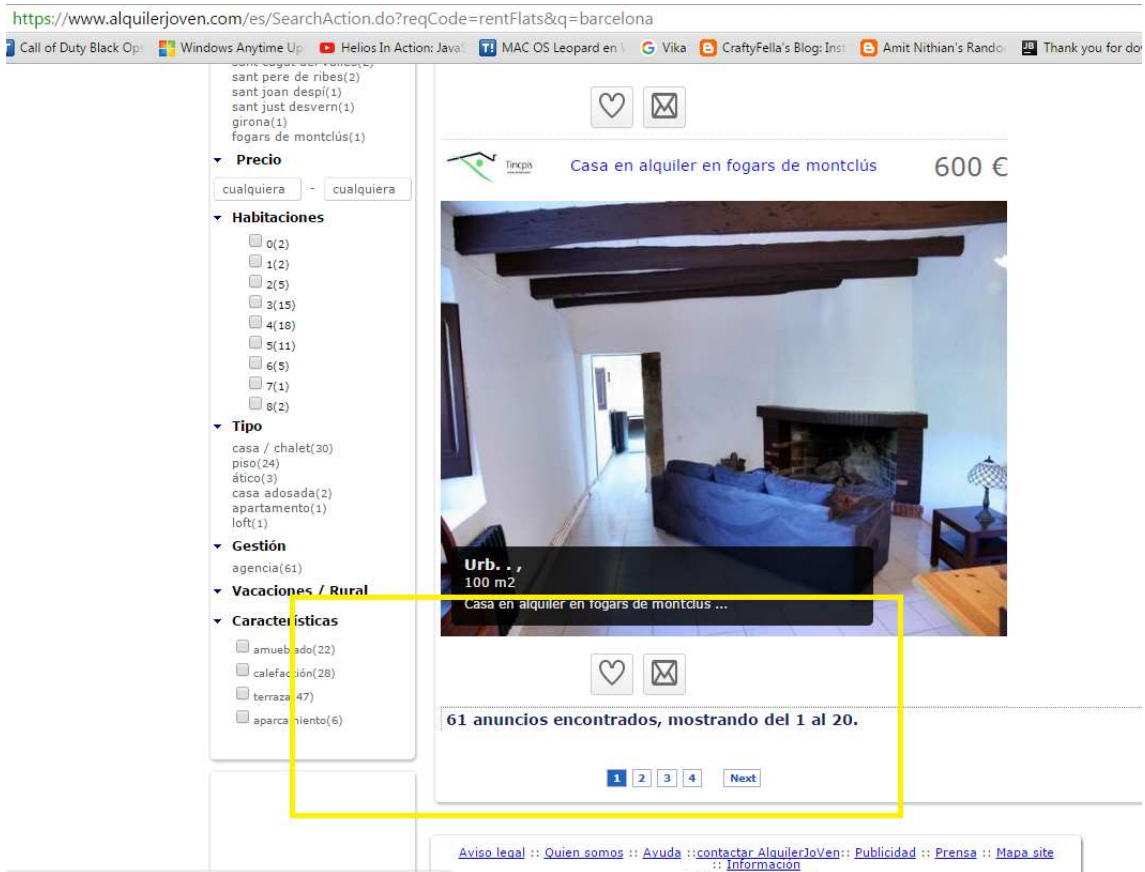 https://www.alquilerjoven.com/es/SearchAction.do?reqCode=rentFlats&q=barcelona
Call of Duty Black Op Windows Anytime Up Helios In Action: Java MAC OS Leopard en Vika CraftyFella's Blog: Inst Amit Nithian's Rando Thank you for do
sant pere de ribes(2)
sant joan despí(1)
sant just desvern(1)
girona(1)
fogars de montclús(1)
Precio
cualquiera - cualquiera
Habitaciones
0(2)
1(2)
2(5)
3(15)
4(18)
5(11)
6(5)
7(1)
8(2)
Tipo
casa / chalet(30)
piso(24)
ático(3)
casa adosada(2)
apartamento(1)
loft(1)
Gestión
agencia(61)
Vacaciones / Rural
Características
amueblado(22)
calefacción(28)
terraza(47)
aparcamiento(6)
Tincpis
Casa en alquiler en fogars de montclús
600 €
Urb. . ,
100 m2
Casa en alquiler en fogars de montclus ...
61 anuncios encontrados, mostrando del 1 al 20.
1 2 3 4 Next
Aviso legal :: Quien somos :: Ayuda ::contactar AlquilerJoVen:: Publicidad :: Prensa :: Mapa site
:: Información